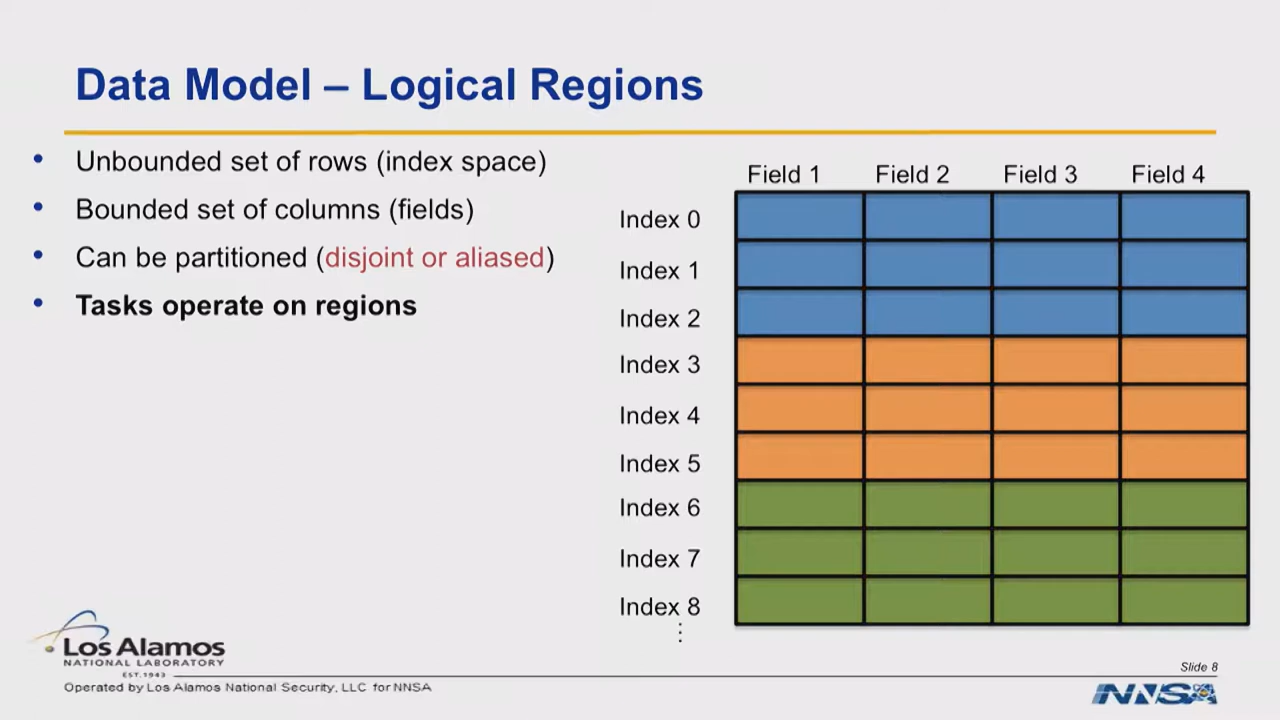 Data Model – Logical Regions
• Unbounded set of rows (index space)
• Bounded set of columns (fields)
• Can be partitioned (disjoint or aliased)
• Tasks operate on regions
Field 1 Field 2 Field 3 Field 4
Index 0
Index 1
Index 2
Index 3
Index 4
Index 5
Index 6
Index 7
Index 8
⋮
Los Alamos
NATIONAL LABORATORY
EST. 1943
Operated by Los Alamos National Security, LLC for NNSA
Slide 8
NNSA